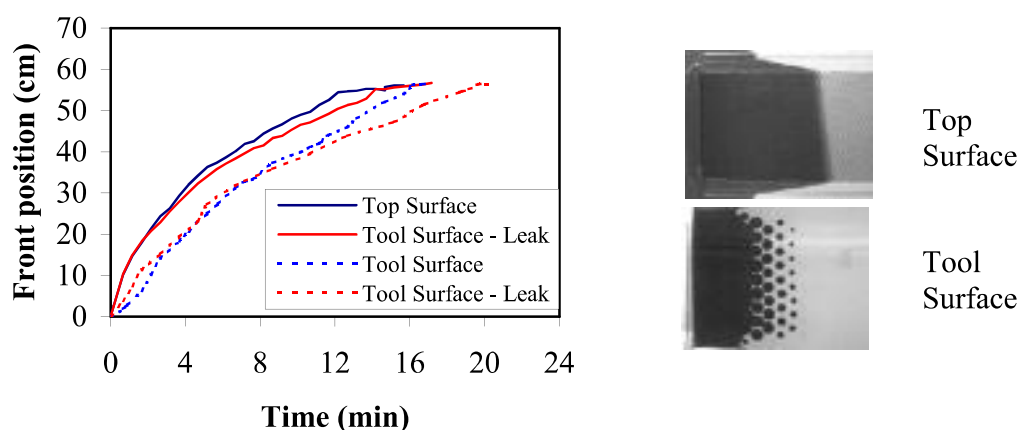 70
60
50
40
30
20
10
0
Front position (cm)
0 4 8 12 16 20 24
Time (min)
Top Surface
Tool Surface - Leak
Tool Surface
Tool Surface - Leak
Top
Surface
Tool
Surface